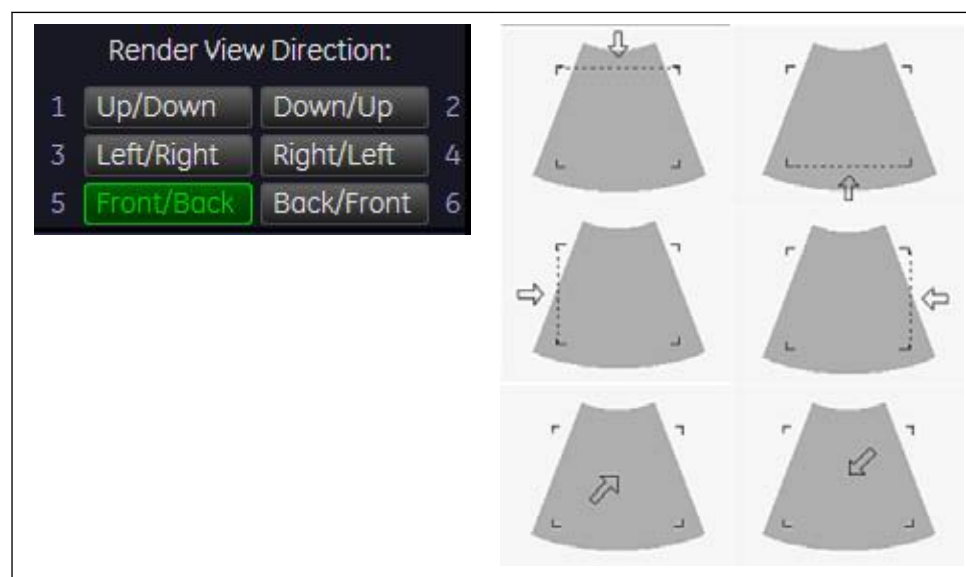 Render View Direction:
1 Up/Down Down/Up 2
3 Left/Right Right/Left 4
5 Front/Back Back/Front 6